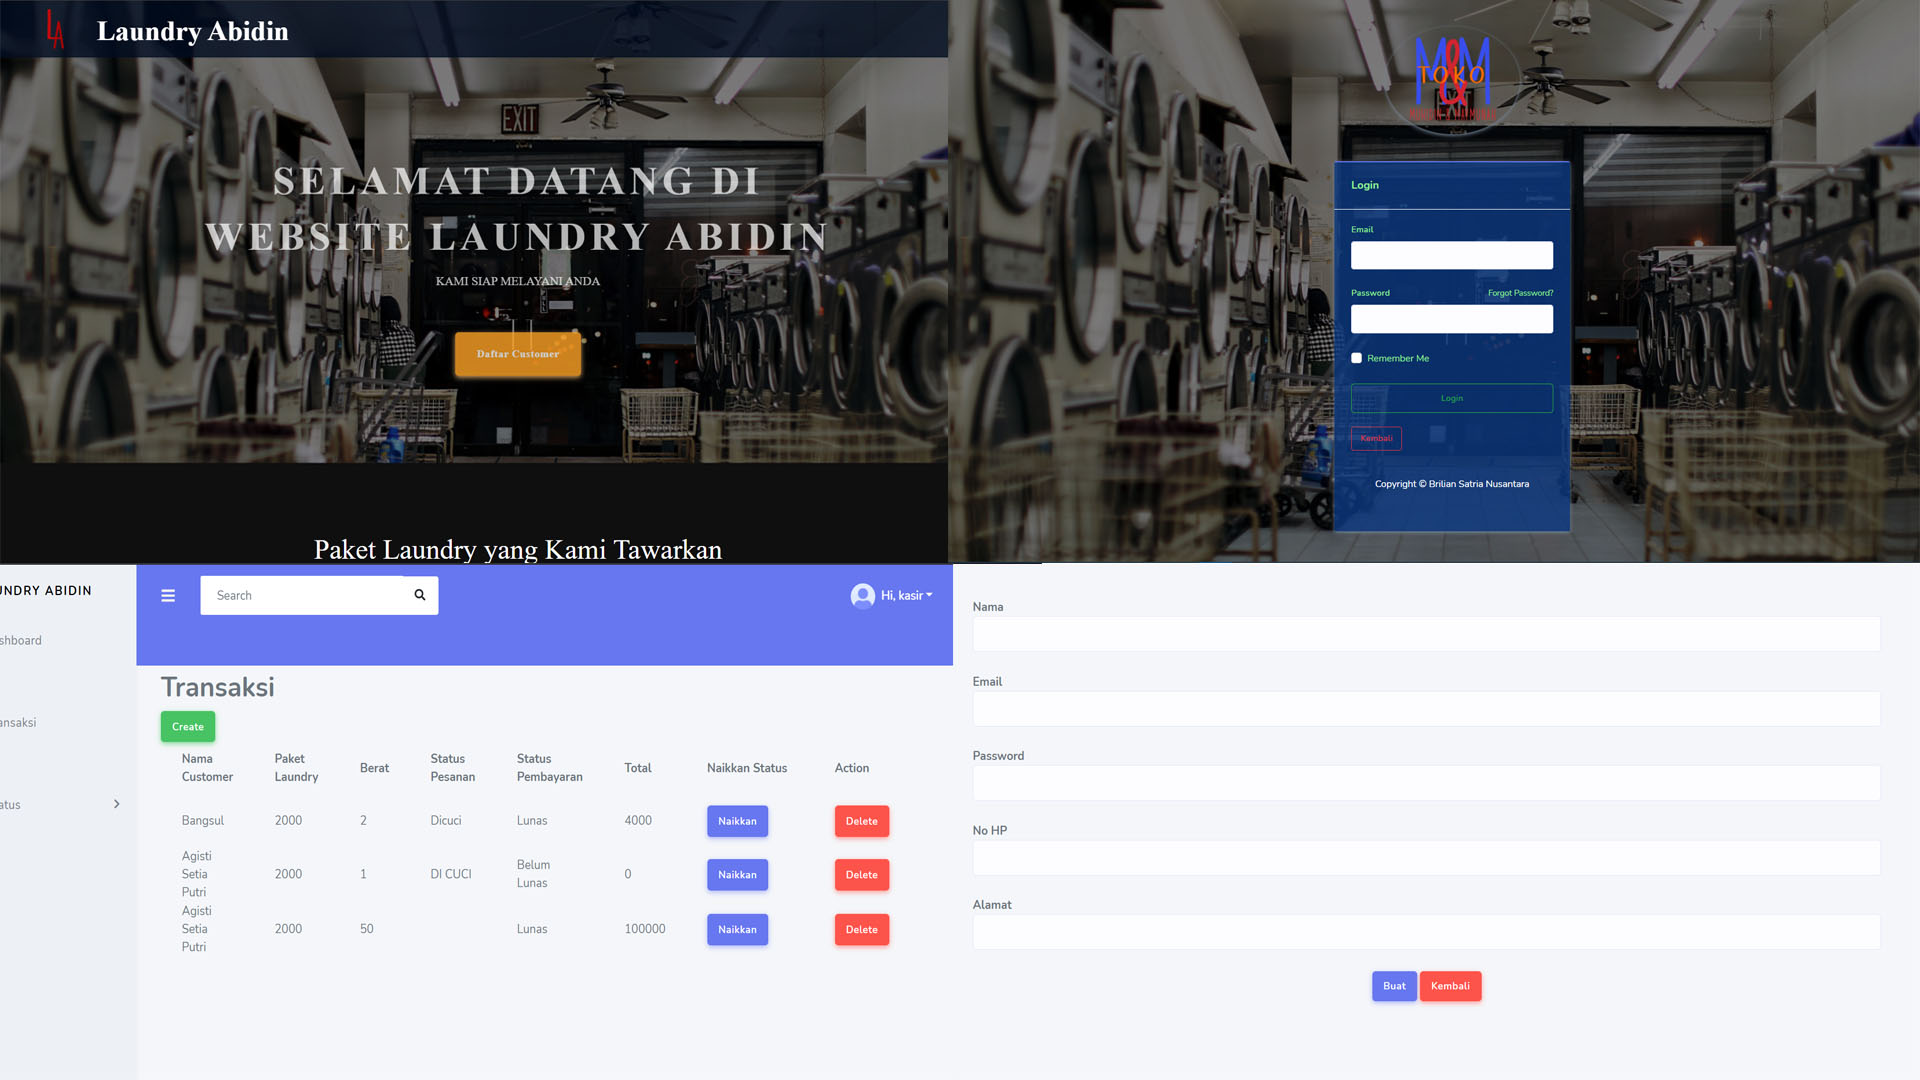 LA
Laundry Abidin
EXIT
SELAMAT DATANG DI
WEBSITE LAUNDRY ABIDIN
KAMI SIAP MELAYANI ANDA
Daftar Customer
Paket Laundry yang Kami Tawarkan
M&M
TOKO
Login
Email
Password
Forgot Password?
Remember Me
Login
Kembali
Copyright © Brilian Satria Nusantara
UNDRY ABIDIN
shboard
ansaksi
atus
Search
Hi, kasir
Transaksi
Create
Nama Customer
Paket Laundry
Berat
Status Pesanan
Status Pembayaran
Total
Naikkan Status
Action
Bangsul 2000 2 Dicuci Lunas 4000 Naikkan Delete
Agisti Setia Putri 2000 1 DI CUCI Belum Lunas 0 Naikkan Delete
Agisti Setia Putri 2000 50 Lunas 100000 Naikkan Delete
Nama
Email
Password
No HP
Alamat
Buat
Kembali